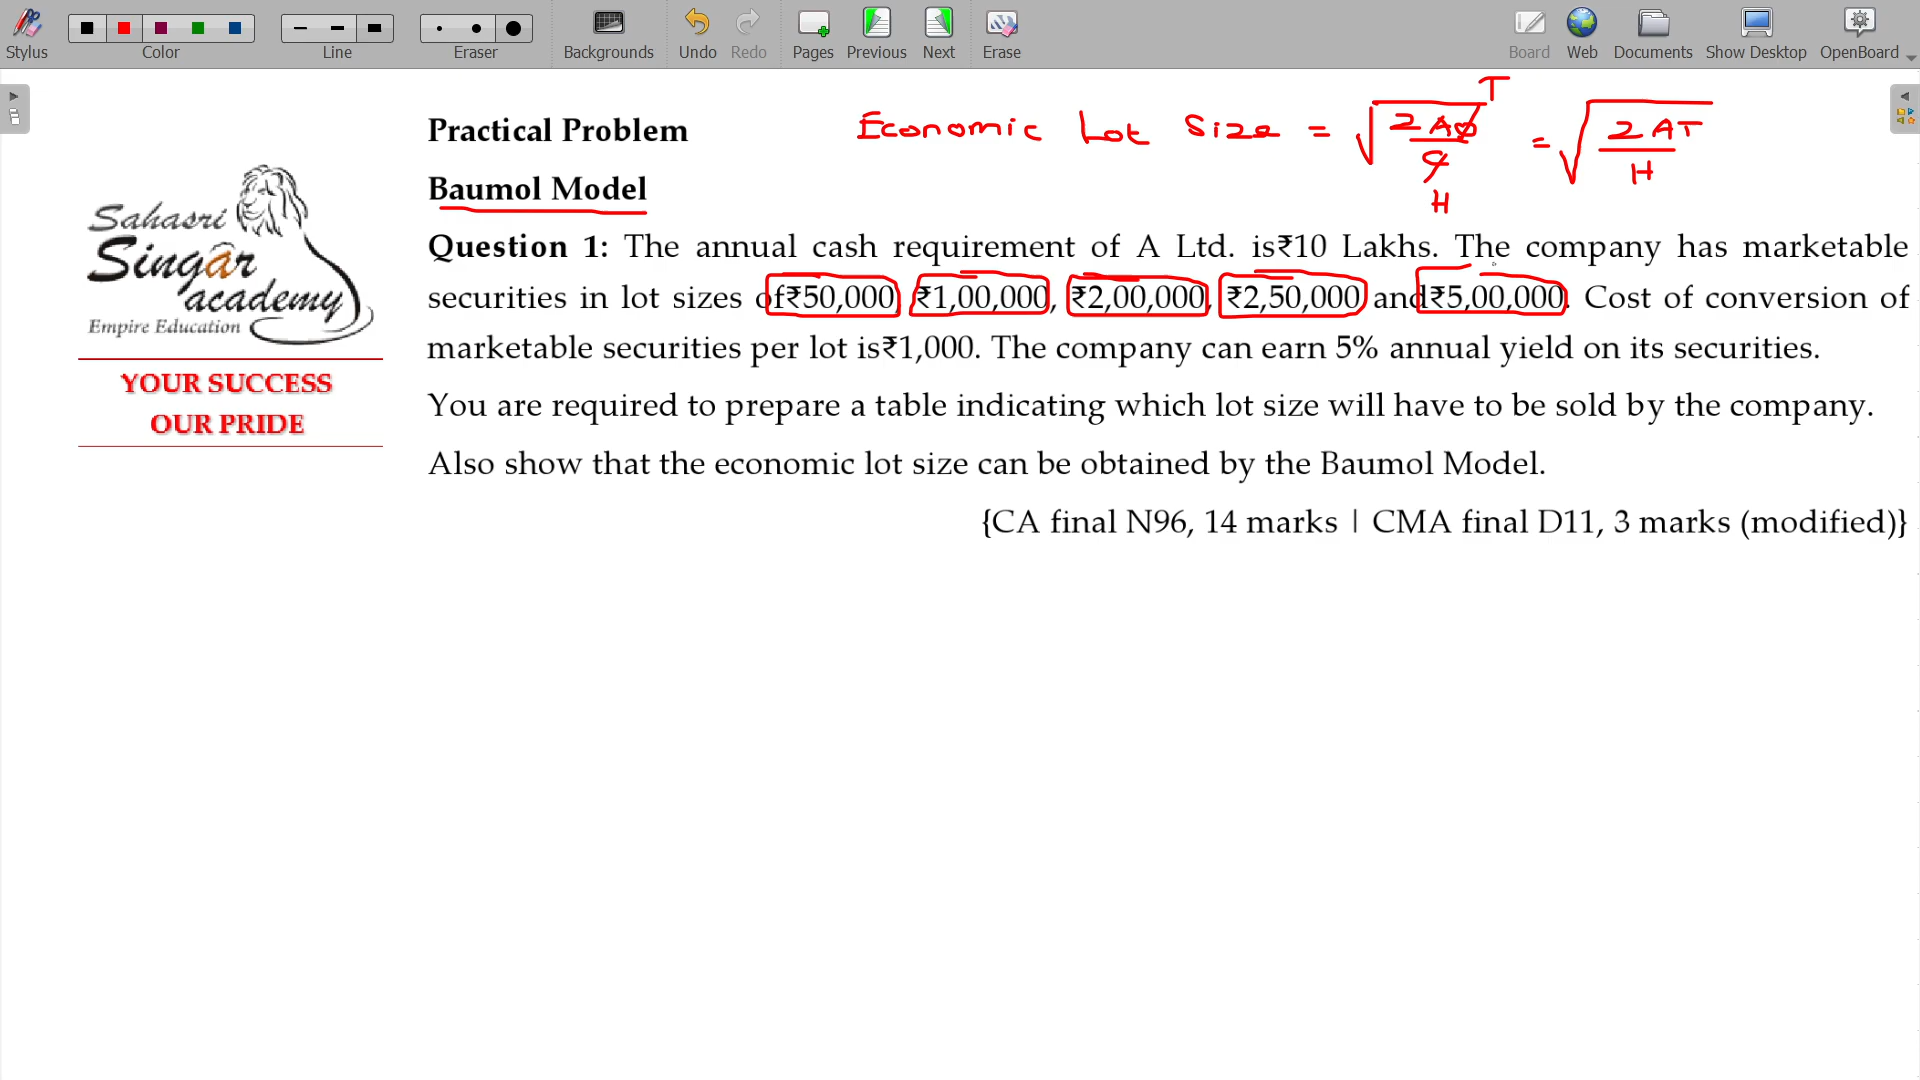 Stylus Color Line Eraser Backgrounds Undo Redo Pages Previous Next Erase Board Web Documents Show Desktop OpenBoard
Practical Problem
Economic Lot Size = √2AO/C T H = √2AT/H
Baumol Model
Question 1: The annual cash requirement of A Ltd. is₹10 Lakhs. The company has marketable
securities in lot sizes of₹50,000, ₹1,00,000, ₹2,00,000, ₹2,50,000 and₹5,00,000. Cost of conversion of
marketable securities per lot is₹1,000. The company can earn 5% annual yield on its securities.
You are required to prepare a table indicating which lot size will have to be sold by the company.
Also show that the economic lot size can be obtained by the Baumol Model.
{CA final N96, 14 marks | CMA final D11, 3 marks (modified)}
Sahasri
Singar
academy
Empire Education
YOUR SUCCESS
OUR PRIDE